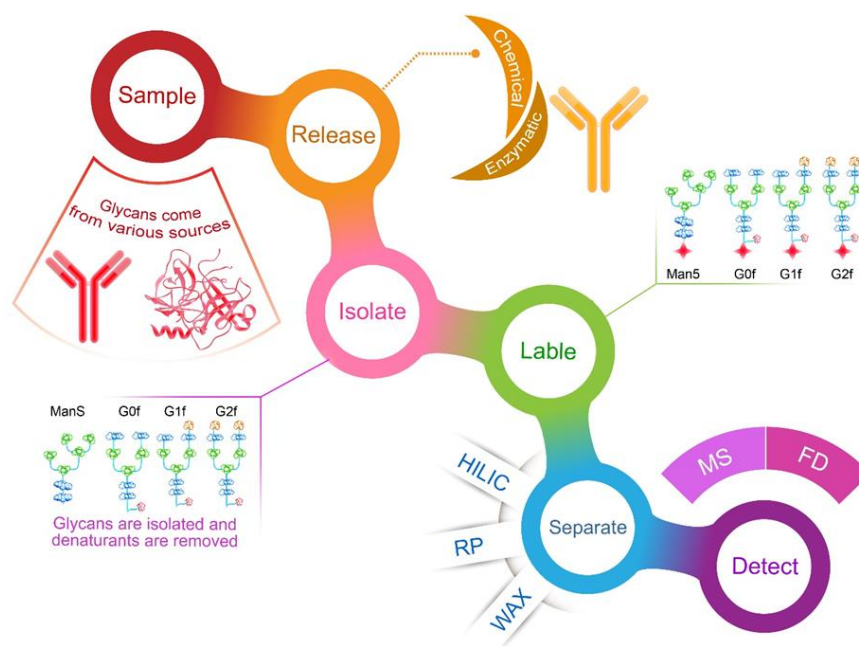 Sample
Release
Chemical
Enzymatic
Glycans come
from various sources
Man5 G0f G1f G2f
Isolate
Lable
ManS G0f G1f G2f
Glycans are isolated and
denaturants are removed
HILIC
RP
WAX
Separate
MS
FD
Detect